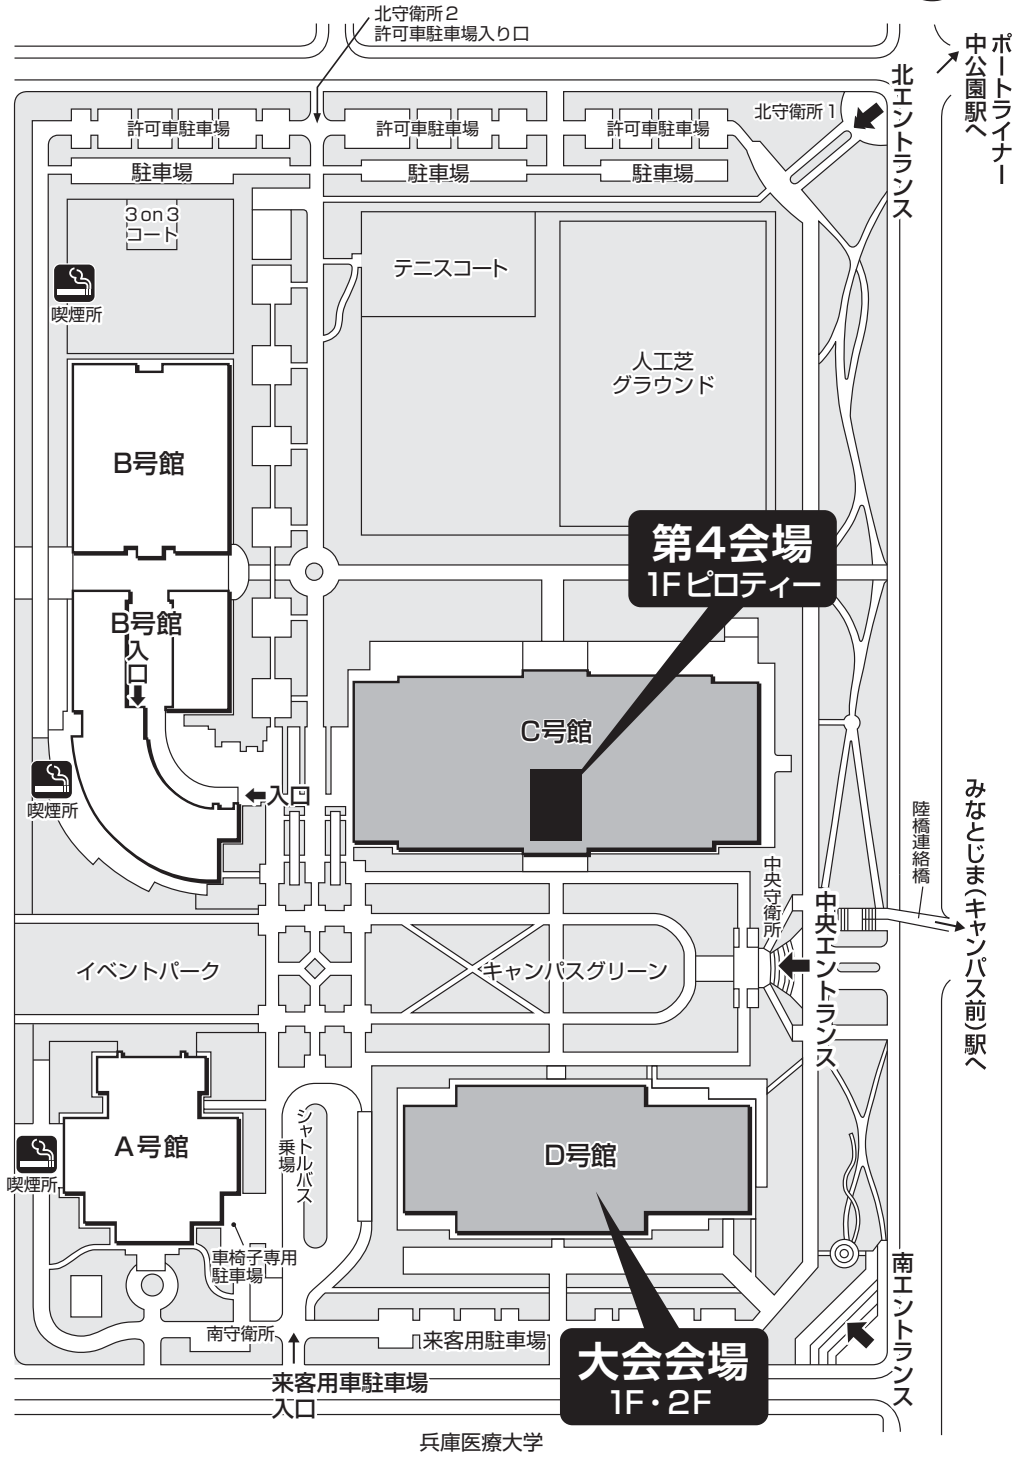 北守衛所2
許可車駐車場入り口
ポートライナー
中公園駅へ
北エントランス
北守衛所1
許可車駐車場
許可車駐車場
許可車駐車場
駐車場
駐車場
駐車場
3on3
コート
喫煙所
テニスコート
人工芝
グラウンド
B号館
第4会場
1Fピロティー
B号館
入口
C号館
喫煙所
入口
中央守衛所
陸橋連絡橋
みなとじま(キャンパス前)駅へ
中央エントランス
イベントパーク
キャンパスグリーン
A号館
シャトルバス
乗場
D号館
喫煙所
車椅子専用
駐車場
南エントランス
南守衛所
来客用駐車場
大会会場
1F・2F
来客用車駐車場
入口
兵庫医療大学